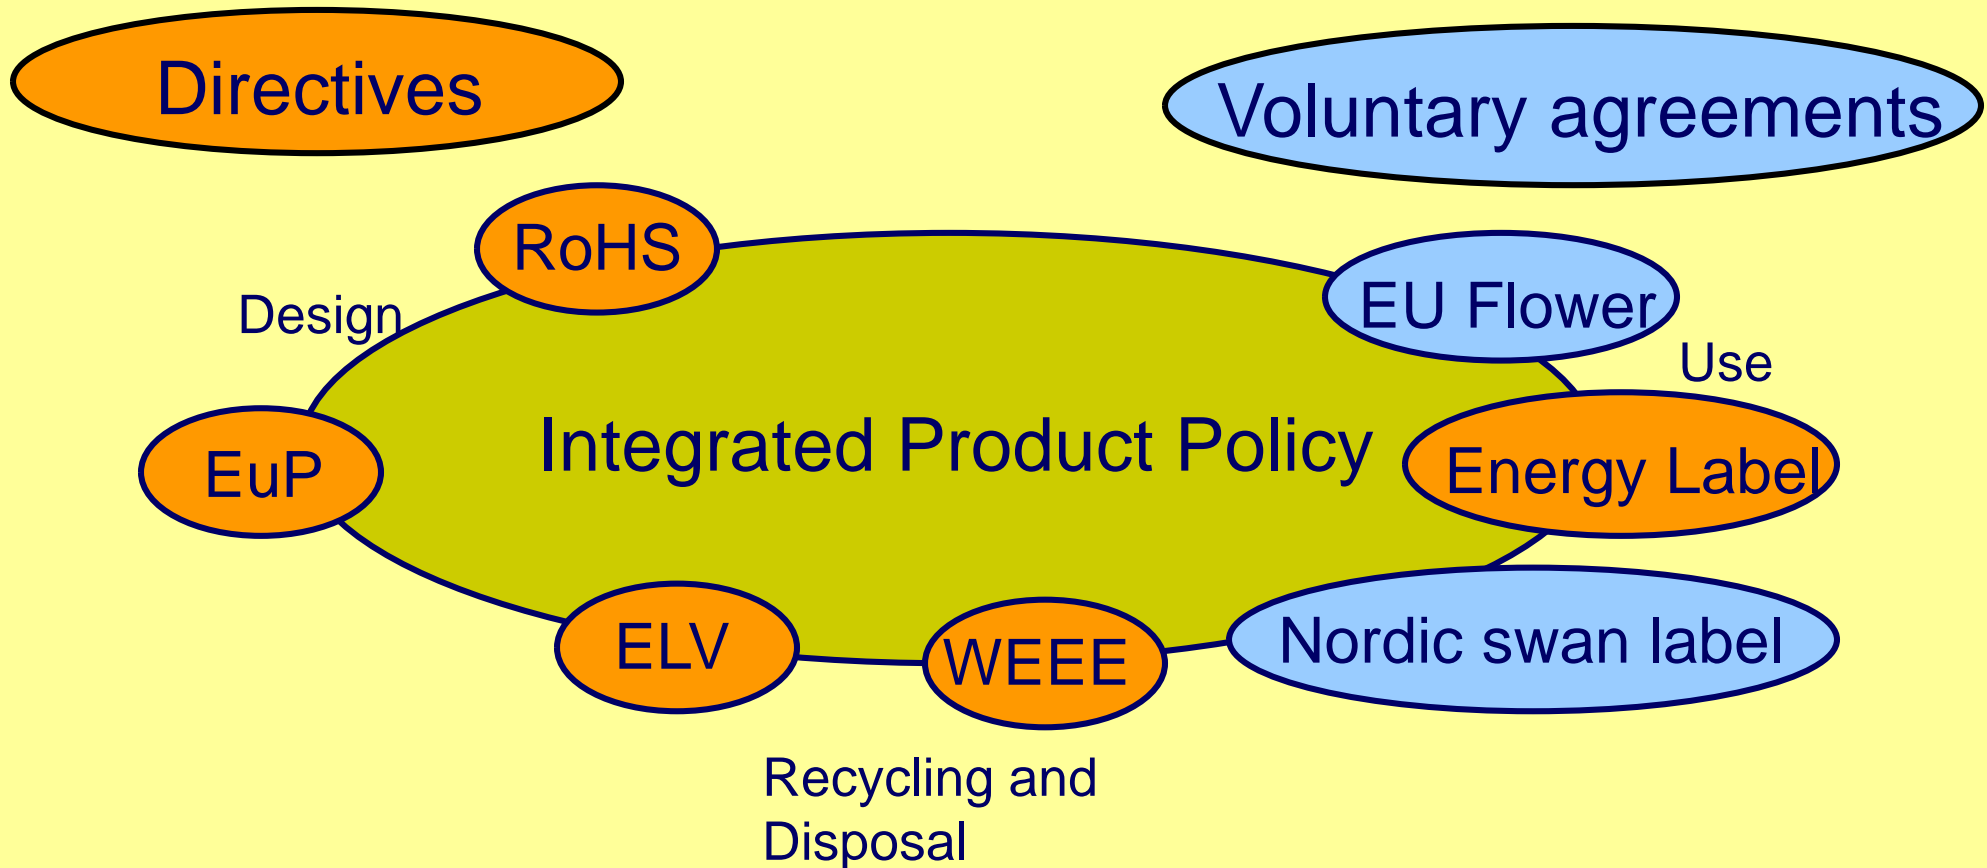 Directives
Voluntary agreements
RoHS
EU Flower
Design
Use
Integrated Product Policy
Energy Label
EuP
ELV
WEEE
Nordic swan label
Recycling and
Disposal